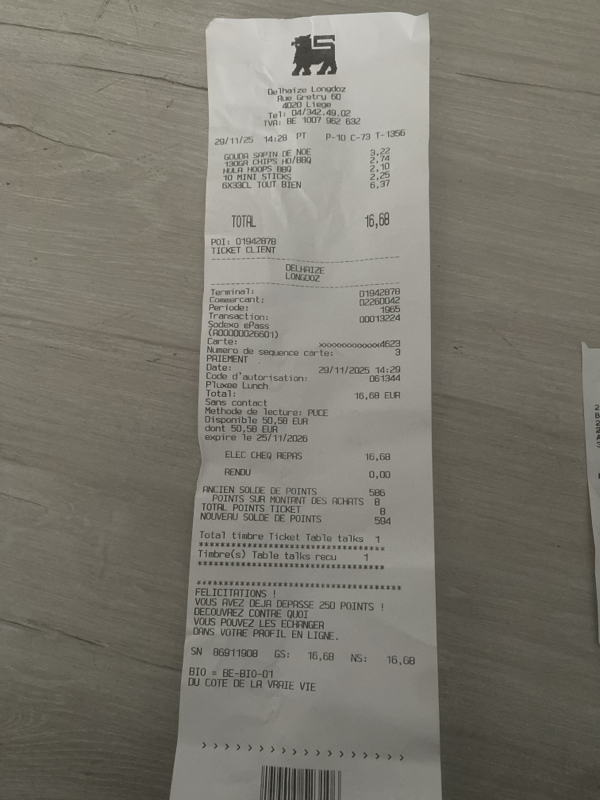 Delhaize Longdoz
Rue Gretry 60
4020 Liege
Tel: 04/342.49.02
TVA: BE 1007 962 632
29/11/25 14:28 PT P-10 C-73 T-1356
GOUDA SAPIN DE NOE 3,22
130GR CHIPS HO/BBQ 2,74
HULA HOOPS BBQ 2,10
10 MINI STICKS 2,25
6X33CL TOUT BIEN 6,37
TOTAL 16,68
POI: 01942878
TICKET CLIENT
DELHAIZE
LONGDOZ
Terminal: 01942878
Commercant: 02260042
Periode: 1965
Transaction: 00013224
Sodexo ePass
(A0000026601)
Carte: xxxxxxxxxxxxx4623
Numero de sequence carte: 3
PAIEMENT
Date: 29/11/2025 14:29
Code d'autorisation: 061344
Pluxee Lunch
Total: 16,68 EUR
Sans contact
Methode de lecture: PUCE
Disponible 50,58 EUR
dont 50,58 EUR
expire le 25/11/2026
ELEC CHEQ REPAS 16,68
RENDU 0,00
ANCIEN SOLDE DE POINTS 586
POINTS SUR MONTANT DES ACHATS 8
TOTAL POINTS TICKET 8
NOUVEAU SOLDE DE POINTS 594
Total timbre Ticket Table talks 1
***********************************
Timbre(s) Table talks recu 1
***********************************
***************************************
FELICITATIONS !
VOUS AVEZ DEJA DEPASSE 250 POINTS !
DECOUVREZ CONTRE QUOI
VOUS POUVEZ LES ECHANGER
DANS VOTRE PROFIL EN LIGNE.
SN 86911908 GS: 16,68 NS: 16,68
BIO = BE-BIO-01
DU COTE DE LA VRAIE VIE